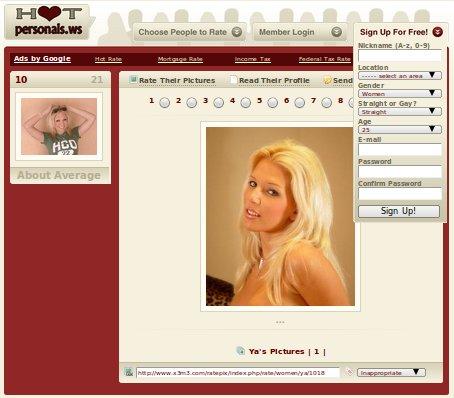 HOT
personals.ws
Choose People to Rate
Member Login
Sign Up For Free!
Nickname (A-z, 0-9)
Location
----- select an area
Gender
Women
Straight or Gay?
Straight
Age
25
E-mail
Password
Confirm Password
Sign Up!
Ads by Google
Hot Rate
Mortgage Rate
Income Tax
Federal Tax Rate
10 21
HCO
22
About Average
Rate Their Pictures
Read Their Profile
Send
1 2 3 4 5 6 7 8
...
Ya's Pictures | 1 |
http://www.x3m3.com/ratepix/index.php/rate/women/ya/1018
Inappropriate